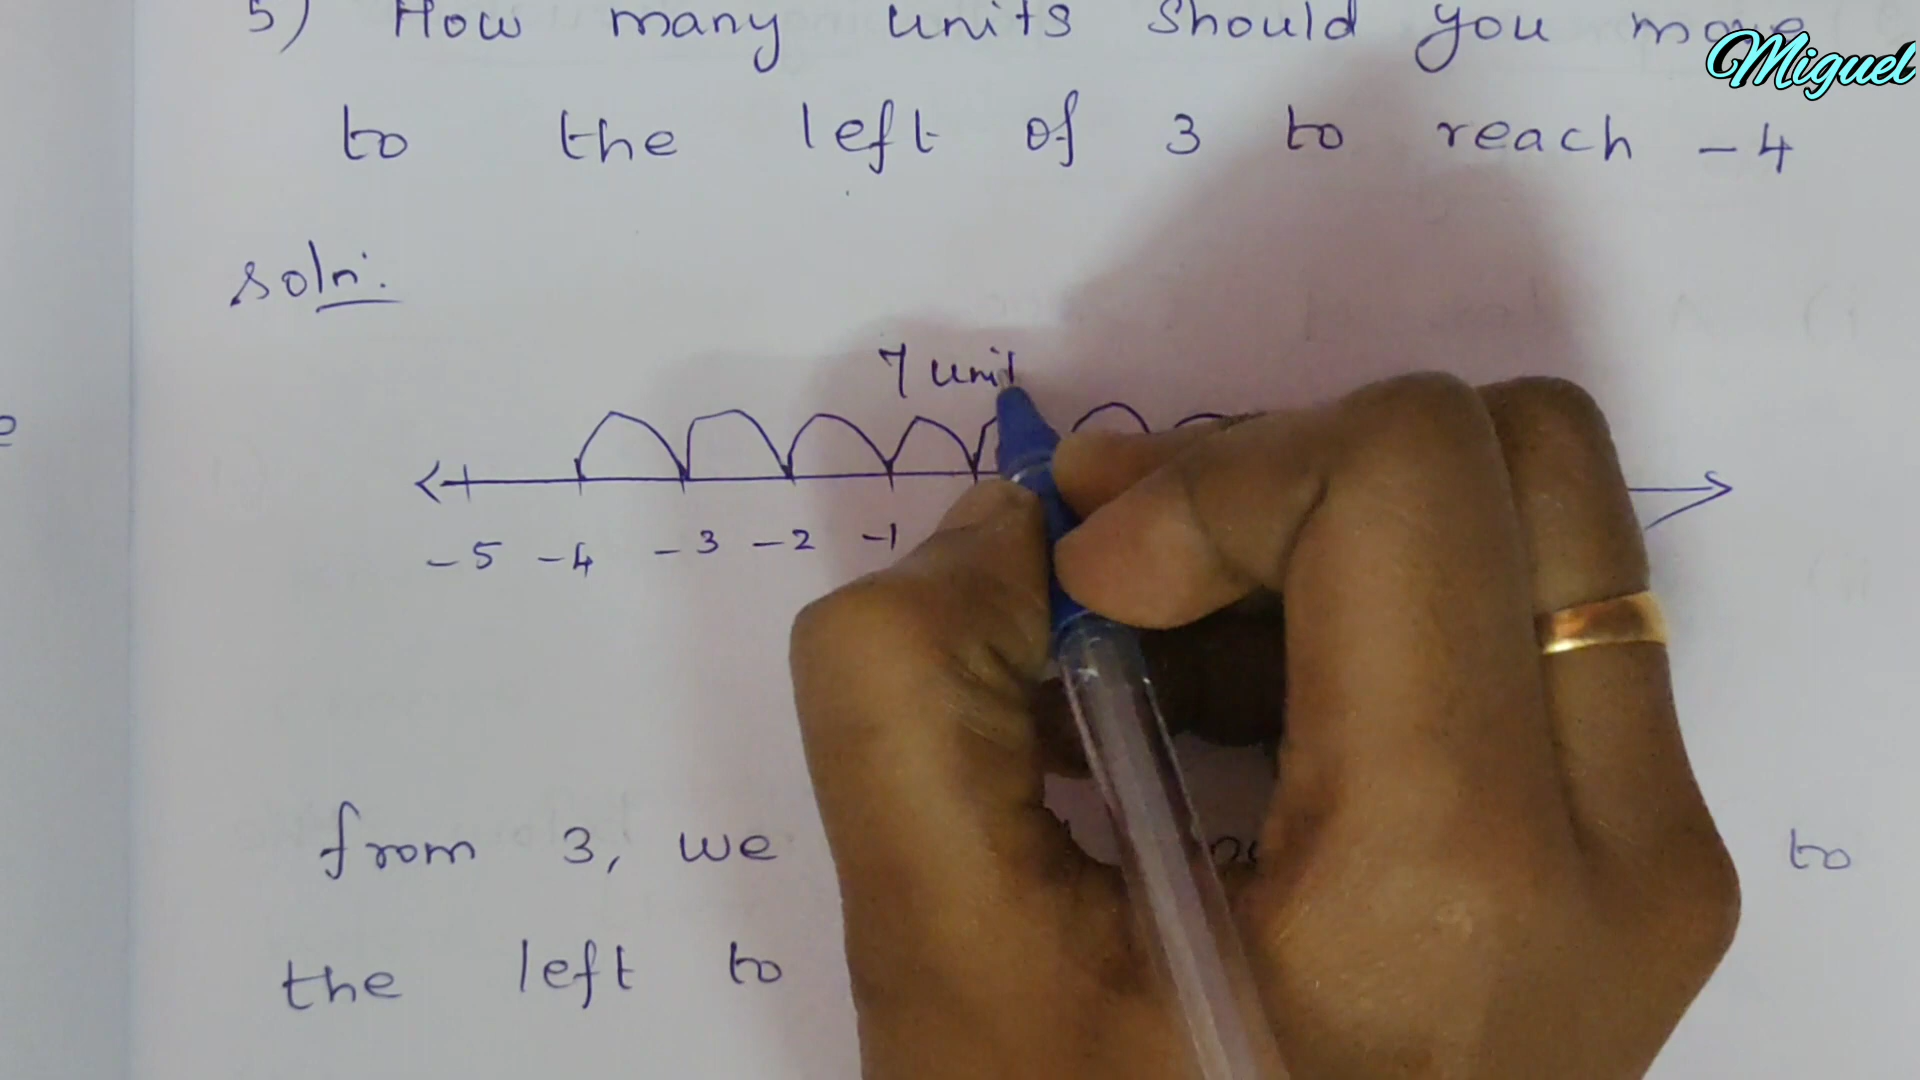 5) How many units should you move
Miguel
to the left of 3 to reach -4
soln:
7 unit
-5 -4 -3 -2 -1
from 3, we to
the left to